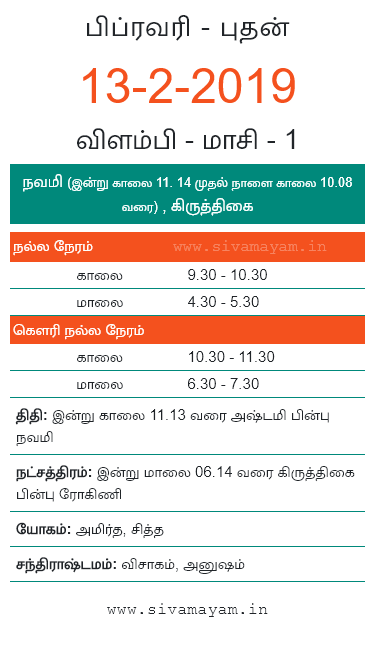 பிப்ரவரி - புதன்
13-2-2019
விளம்பி - மாசி - 1
நவமி (இன்று காலை 11. 14 முதல் நாளை காலை 10.08
வரை) , கிருத்திகை
நல்ல நேரம் www.sivamayam.in
காலை 9.30 - 10.30
மாலை 4.30 - 5.30
கௌரி நல்ல நேரம்
காலை 10.30 - 11.30
மாலை 6.30 - 7.30
திதி: இன்று காலை 11.13 வரை அஷ்டமி பின்பு
நவமி
நட்சத்திரம்: இன்று மாலை 06.14 வரை கிருத்திகை
பின்பு ரோகிணி
யோகம்: அமிர்த, சித்த
சந்திராஷ்டமம்: விசாகம், அனுஷம்
www.sivamayam.in